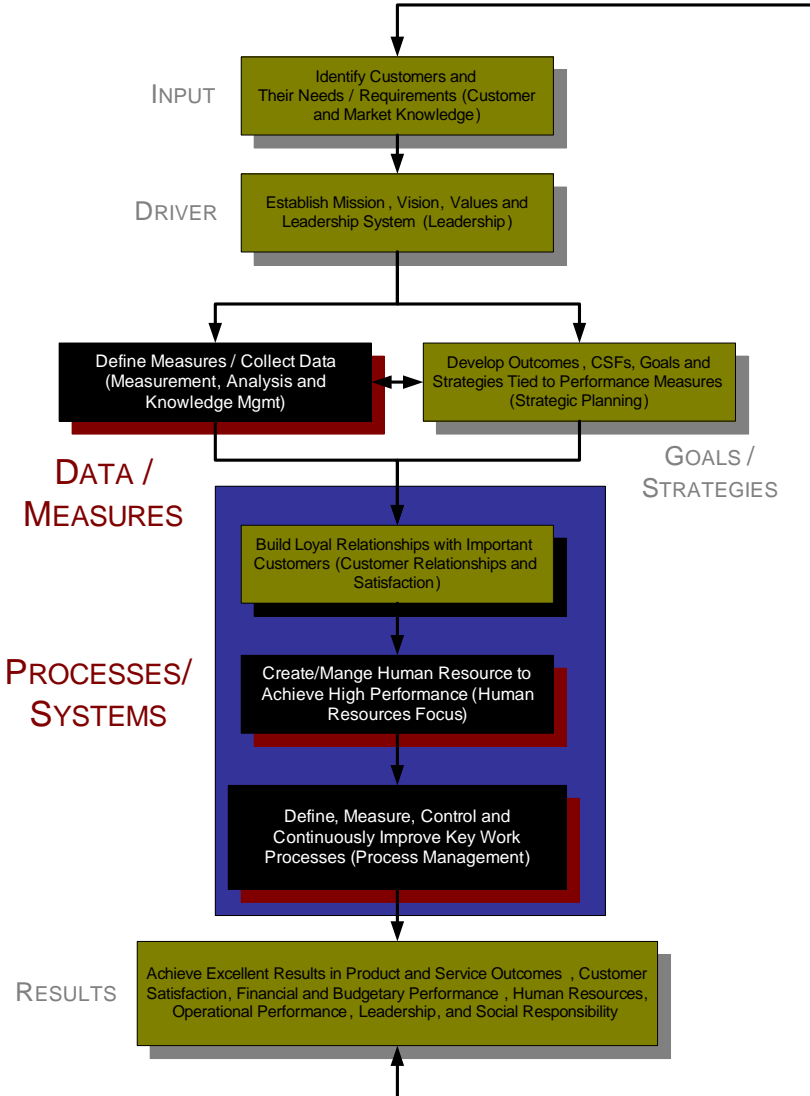 INPUT
Identify Customers and
Their Needs / Requirements (Customer
and Market Knowledge)
DRIVER
Establish Mission, Vision, Values and
Leadership System (Leadership)
Define Measures / Collect Data
(Measurement, Analysis and
Knowledge Mgmt)
Develop Outcomes, CSFs, Goals and
Strategies Tied to Performance Measures
(Strategic Planning)
DATA /
MEASURES
GOALS /
STRATEGIES
Build Loyal Relationships with Important
Customers (Customer Relationships and
Satisfaction)
PROCESSES/
SYSTEMS
Create/Mange Human Resource to
Achieve High Performance (Human
Resources Focus)
Define, Measure, Control and
Continuously Improve Key Work
Processes (Process Management)
RESULTS
Achieve Excellent Results in Product and Service Outcomes, Customer
Satisfaction, Financial and Budgetary Performance, Human Resources,
Operational Performance, Leadership, and Social Responsibility